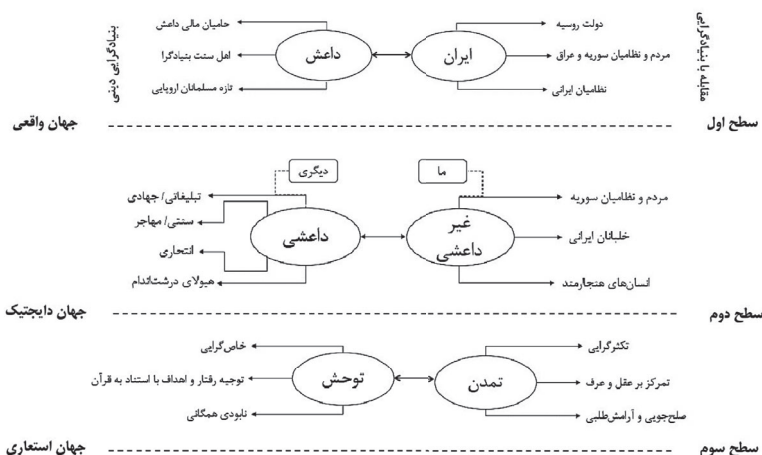 مقابله با بنیادگرایی
دولت روسیه
مردم و نظامیان سوریه و عراق
نظامیان ایرانی
ایران
داعش
حامیان مالی داعش
اهل سنت بنیادگرا
تازه مسلمانان اروپایی
بنیادگرایی دینی
سطح اول
جهان واقعی
ما
دیگری
مردم و نظامیان سوریه
خلبانان ایرانی
انسان‌های هنجارمند
غیر
داعشی
داعشی
تبلیغاتی/ جهادی
سنتی/ مهاجر
انتحاری
هیولای درشت‌اندام
سطح دوم
جهان دایجتیک
تکثرگرایی
تمرکز بر عقل و عرف
صلح‌جویی و آرامش‌طلبی
تمدن
توحش
خاص‌گرایی
توجیه رفتار و اهداف با استناد به قرآن
نابودی همگانی
سطح سوم
جهان استعاری